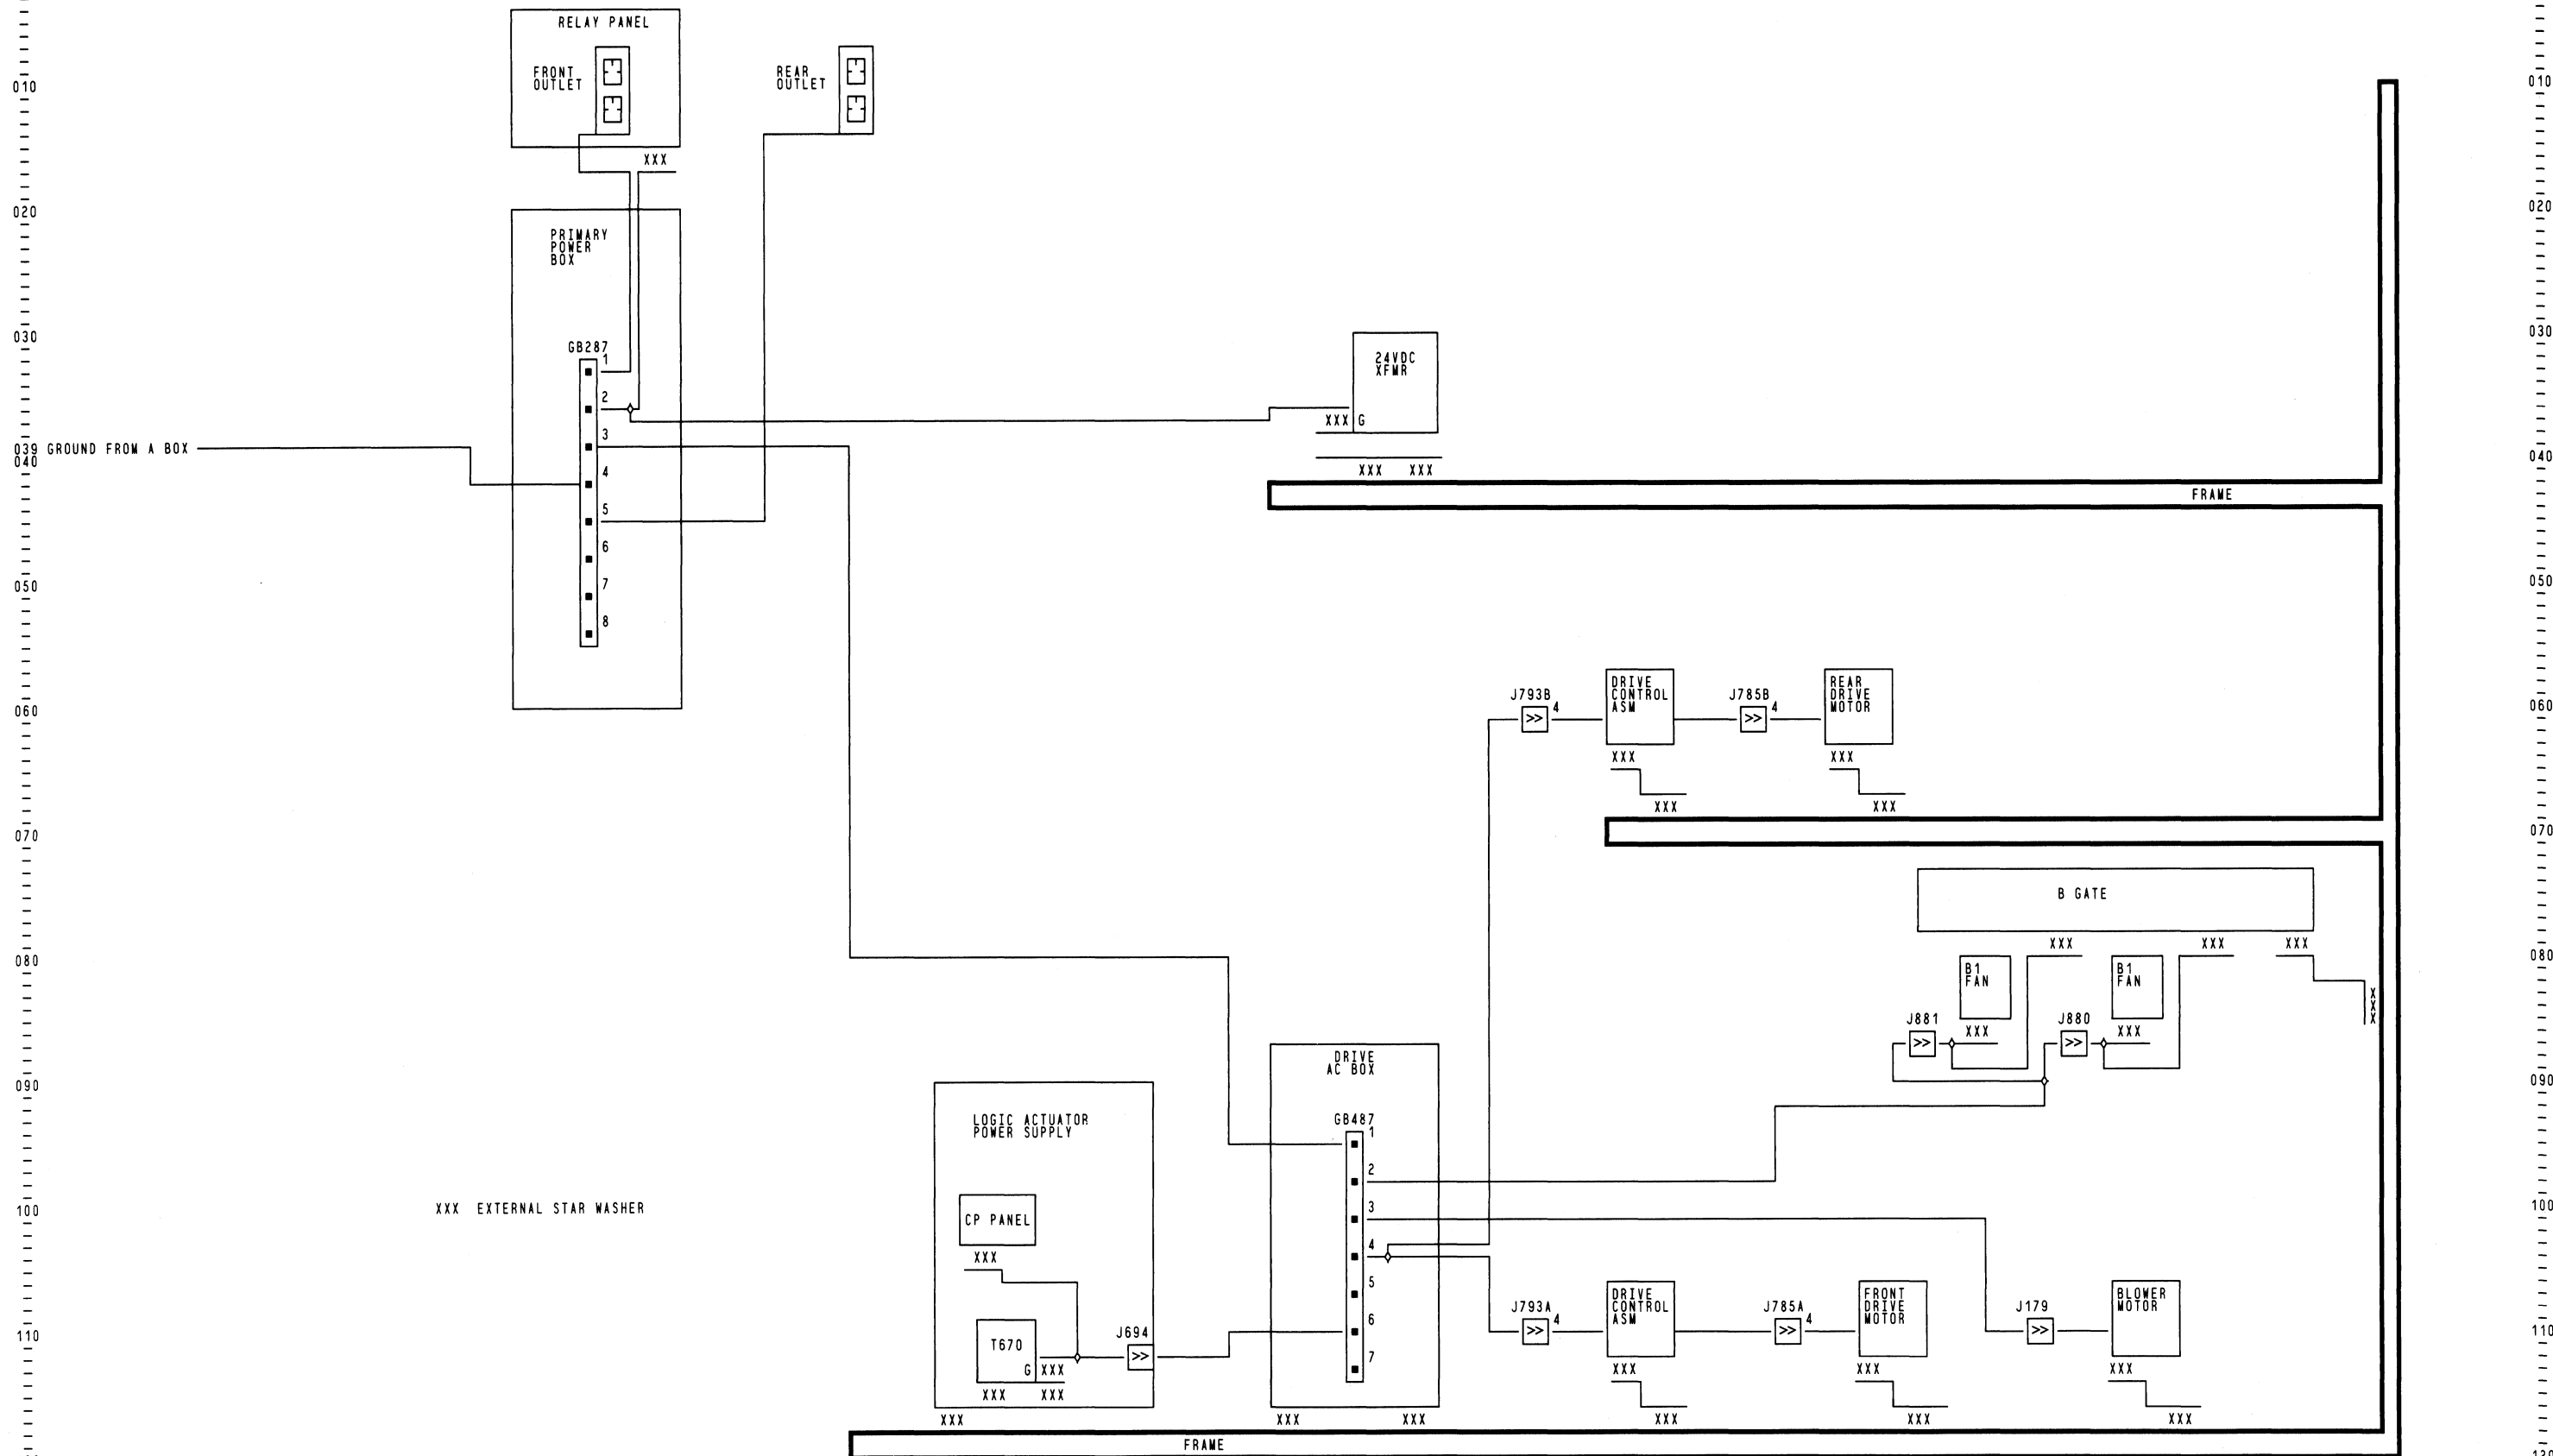 RELAY PANEL
FRONT
OUTLET
REAR
OUTLET
010
010
XXX
020
020
PRIMARY
POWER
BOX
030
030
GB287
1
2
3
4
5
6
7
8
24VDC
XFMR
XXX G
XXX XXX
039 GROUND FROM A BOX
040
040
FRAME
050
050
060
060
J793B
4
DRIVE
CONTROL
ASM
J785B
4
REAR
DRIVE
MOTOR
XXX
XXX
XXX
XXX
070
070
B GATE
XXX
XXX
XXX
080
080
B1
FAN
B1
FAN
XXX
J881
XXX
J880
XXX
090
090
DRIVE
AC BOX
LOGIC ACTUATOR
POWER SUPPLY
GB487
1
2
3
4
5
6
7
100
100
XXX EXTERNAL STAR WASHER
CP PANEL
XXX
110
110
T670
G XXX
XXX XXX
J694
J793A
4
DRIVE
CONTROL
ASM
J785A
4
FRONT
DRIVE
MOTOR
J179
BLOWER
MOTOR
XXX
XXX
XXX
XXX
XXX
XXX
XXX
XXX
XXX
FRAME